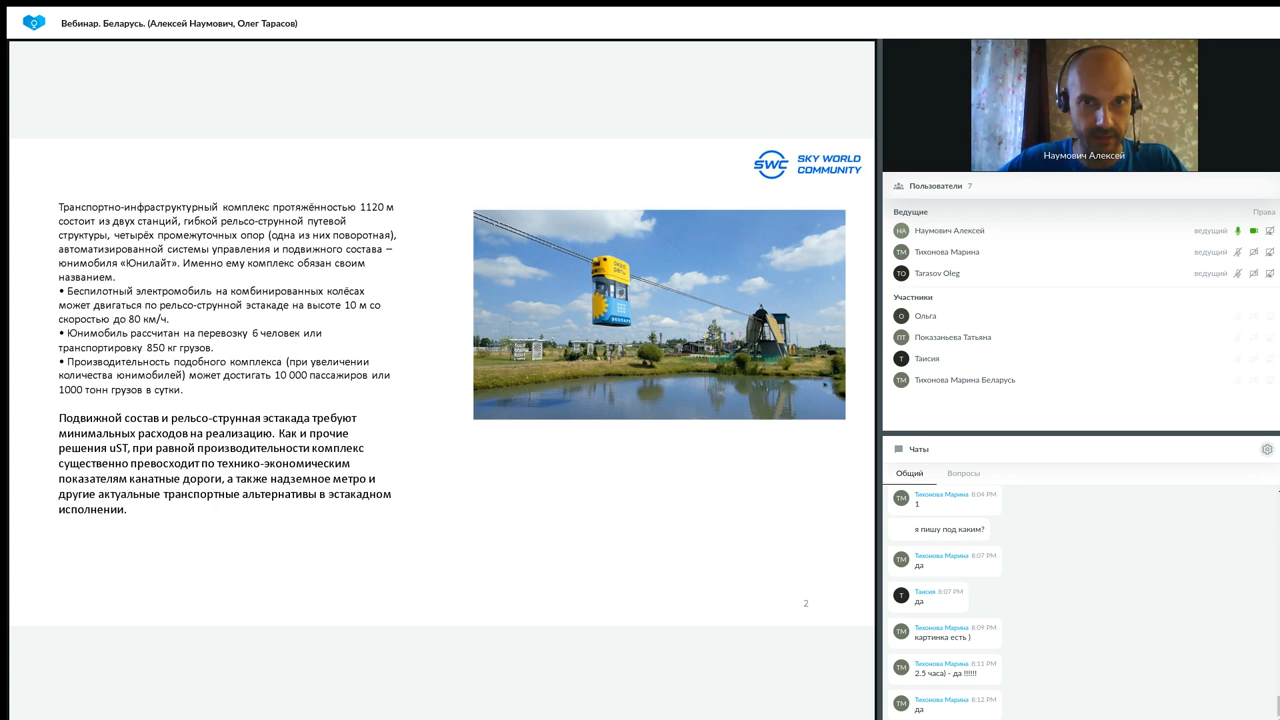 Вебинар. Беларусь. (Алексей Наумович, Олег Тарасов)
SWC
SKY WORLD
COMMUNITY
Транспортно-инфраструктурный комплекс протяжённостью 1120 м
состоит из двух станций, гибкой рельсо-струнной путевой
структуры, четырёх промежуточных опор (одна из них поворотная),
автоматизированной системы управления и подвижного состава –
юнимобиля «Юнилайт». Именно ему комплекс обязан своим
названием.
• Беспилотный электромобиль на комбинированных колёсах
может двигаться по рельсо-струнной эстакаде на высоте 10 м со
скоростью до 80 км/ч.
• Юнимобиль рассчитан на перевозку 6 человек или
транспортировку 850 кг грузов.
• Производительность подобного комплекса (при увеличении
количества юнимобилей) может достигать 10 000 пассажиров или
1000 тонн грузов в сутки.
Подвижной состав и рельсо-струнная эстакада требуют
минимальных расходов на реализацию. Как и прочие
решения uST, при равной производительности комплекс
существенно превосходит по технико-экономическим
показателям канатные дороги, а также надземное метро и
другие актуальные транспортные альтернативы в эстакадном
исполнении.
2
Наумович Алексей
Пользователи 7
Ведущие Права
НА Наумович Алексей ведущий
ТМ Тихонова Марина ведущий
TO Tarasov Oleg ведущий
Участники
О Ольга
ПТ Показаньева Татьяна
Т Таисия
ТМ Тихонова Марина Беларусь
Чаты
Общий Вопросы
ТМ Тихонова Марина 8:04 PM
1
я пишу под каким?
ТМ Тихонова Марина 8:07 PM
да
Т Таисия 8:07 PM
да
ТМ Тихонова Марина 8:09 PM
картинка есть )
ТМ Тихонова Марина 8:11 PM
2.5 часа) - да !!!!!!
ТМ Тихонова Марина 8:12 PM
да